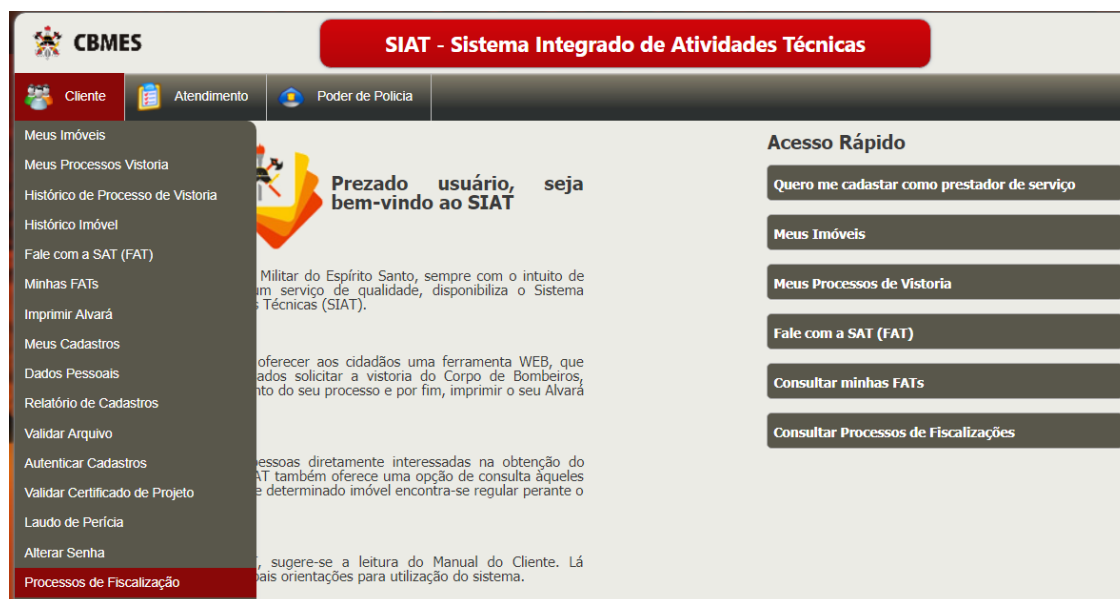 CBMES
SIAT - Sistema Integrado de Atividades Técnicas
Cliente
Atendimento
Poder de Policia
Meus Imóveis
Meus Processos Vistoria
Histórico de Processo de Vistoria
Histórico Imóvel
Fale com a SAT (FAT)
Minhas FATs
Imprimir Alvará
Meus Cadastros
Dados Pessoais
Relatório de Cadastros
Validar Arquivo
Autenticar Cadastros
Validar Certificado de Projeto
Laudo de Perícia
Alterar Senha
Processos de Fiscalização
Prezado usuário, seja
bem-vindo ao SIAT
Militar do Espírito Santo, sempre com o intuito de
um serviço de qualidade, disponibiliza o Sistema
Técnicas (SIAT).
oferecer aos cidadãos uma ferramenta WEB, que
ados solicitar a vistoria do Corpo de Bombeiros,
nto do seu processo e por fim, imprimir o seu Alvará
pessoas diretamente interessadas na obtenção do
AT também oferece uma opção de consulta àqueles
e determinado imóvel encontra-se regular perante o
, sugere-se a leitura do Manual do Cliente. Lá
pais orientações para utilização do sistema.
Acesso Rápido
Quero me cadastar como prestador de serviço
Meus Imóveis
Meus Processos de Vistoria
Fale com a SAT (FAT)
Consultar minhas FATs
Consultar Processos de Fiscalizações